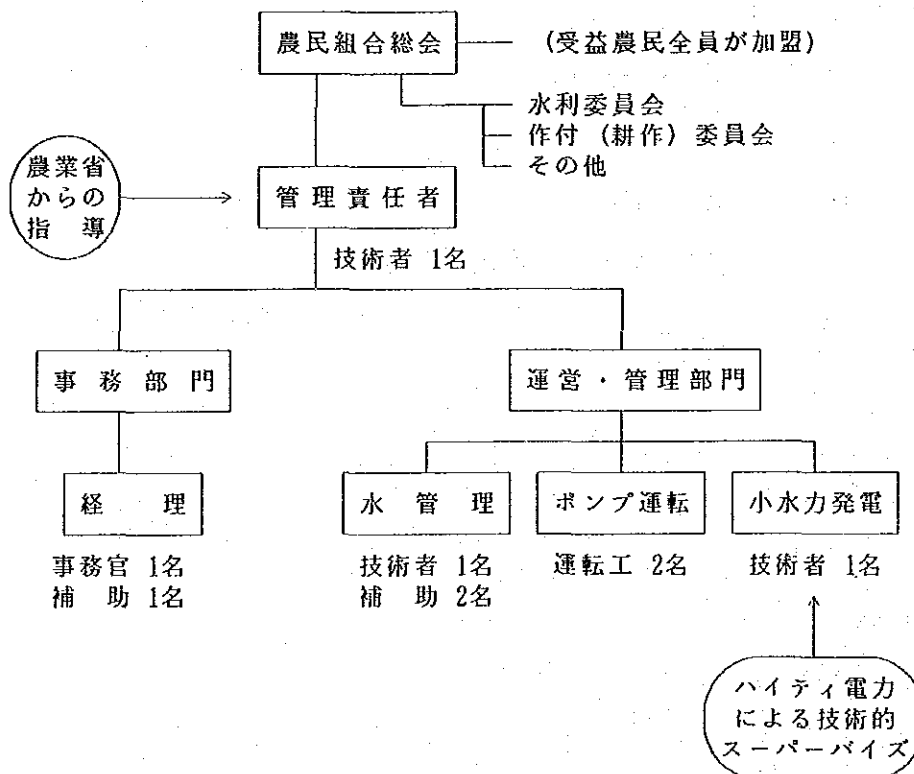 農民組合総会
(受益農民全員が加盟)
水利委員会
作付 (耕作) 委員会
その他
農業省
からの
指導
管理責任者
技術者 1名
事務部門
運営・管理部門
経理
水管理
ポンプ運転
小水力発電
事務官 1名
補助 1名
技術者 1名
補助 2名
運転工 2名
技術者 1名
ハイティ電力
による技術的
スーパーバイズ